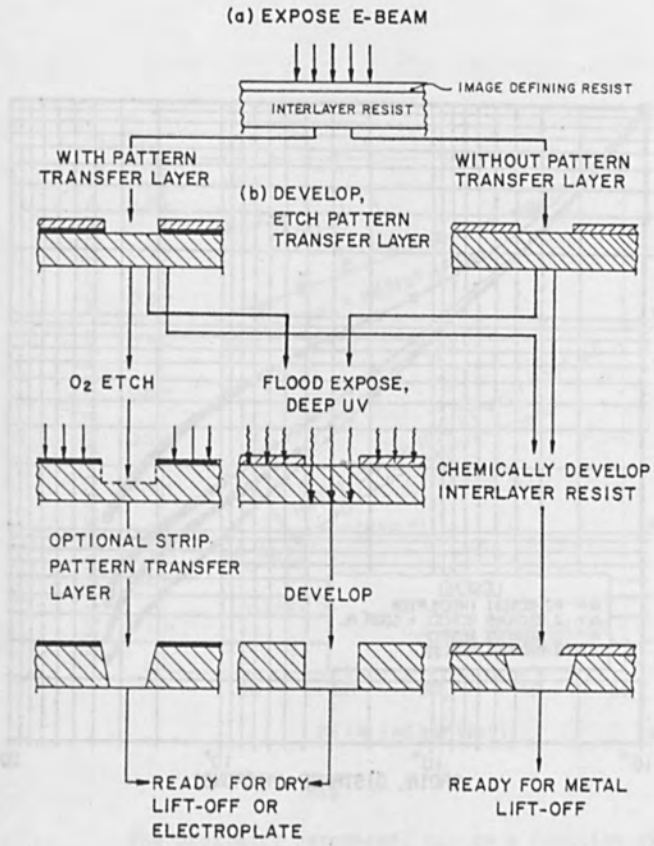 (a) EXPOSE E-BEAM
IMAGE DEFINING RESIST
INTERLAYER RESIST
WITH PATTERN
TRANSFER LAYER
WITHOUT PATTERN
TRANSFER LAYER
(b) DEVELOP,
ETCH PATTERN
TRANSFER LAYER
O₂ ETCH
FLOOD EXPOSE,
DEEP UV
CHEMICALLY DEVELOP
INTERLAYER RESIST
OPTIONAL STRIP
PATTERN TRANSFER
LAYER
DEVELOP
READY FOR DRY
LIFT-OFF OR
ELECTROPLATE
READY FOR METAL
LIFT-OFF